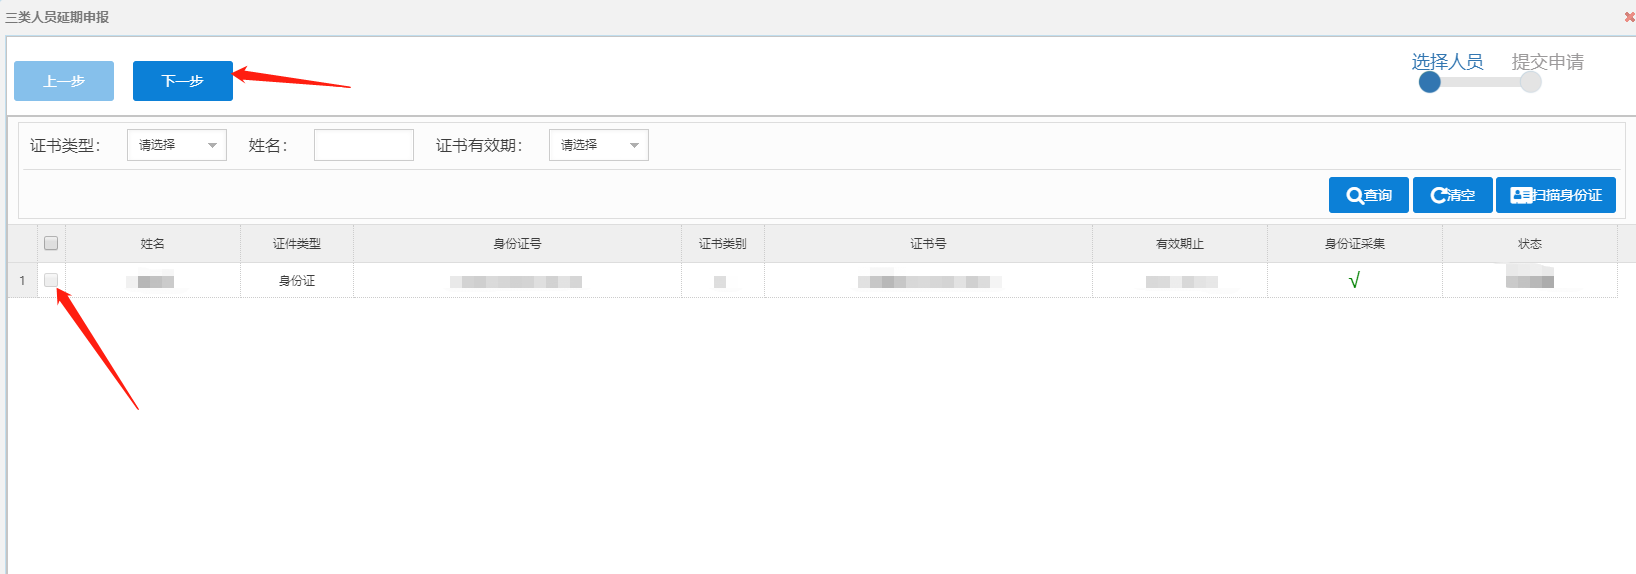 三类人员延期申报
上一步 下一步 选择人员 提交申请
证书类型： 请选择 姓名： 证书有效期： 请选择
查询 清空 扫描身份证
姓名 证件类型 身份证号 证书类别 证书号 有效期止 身份证采集 状态
1 身份证 √